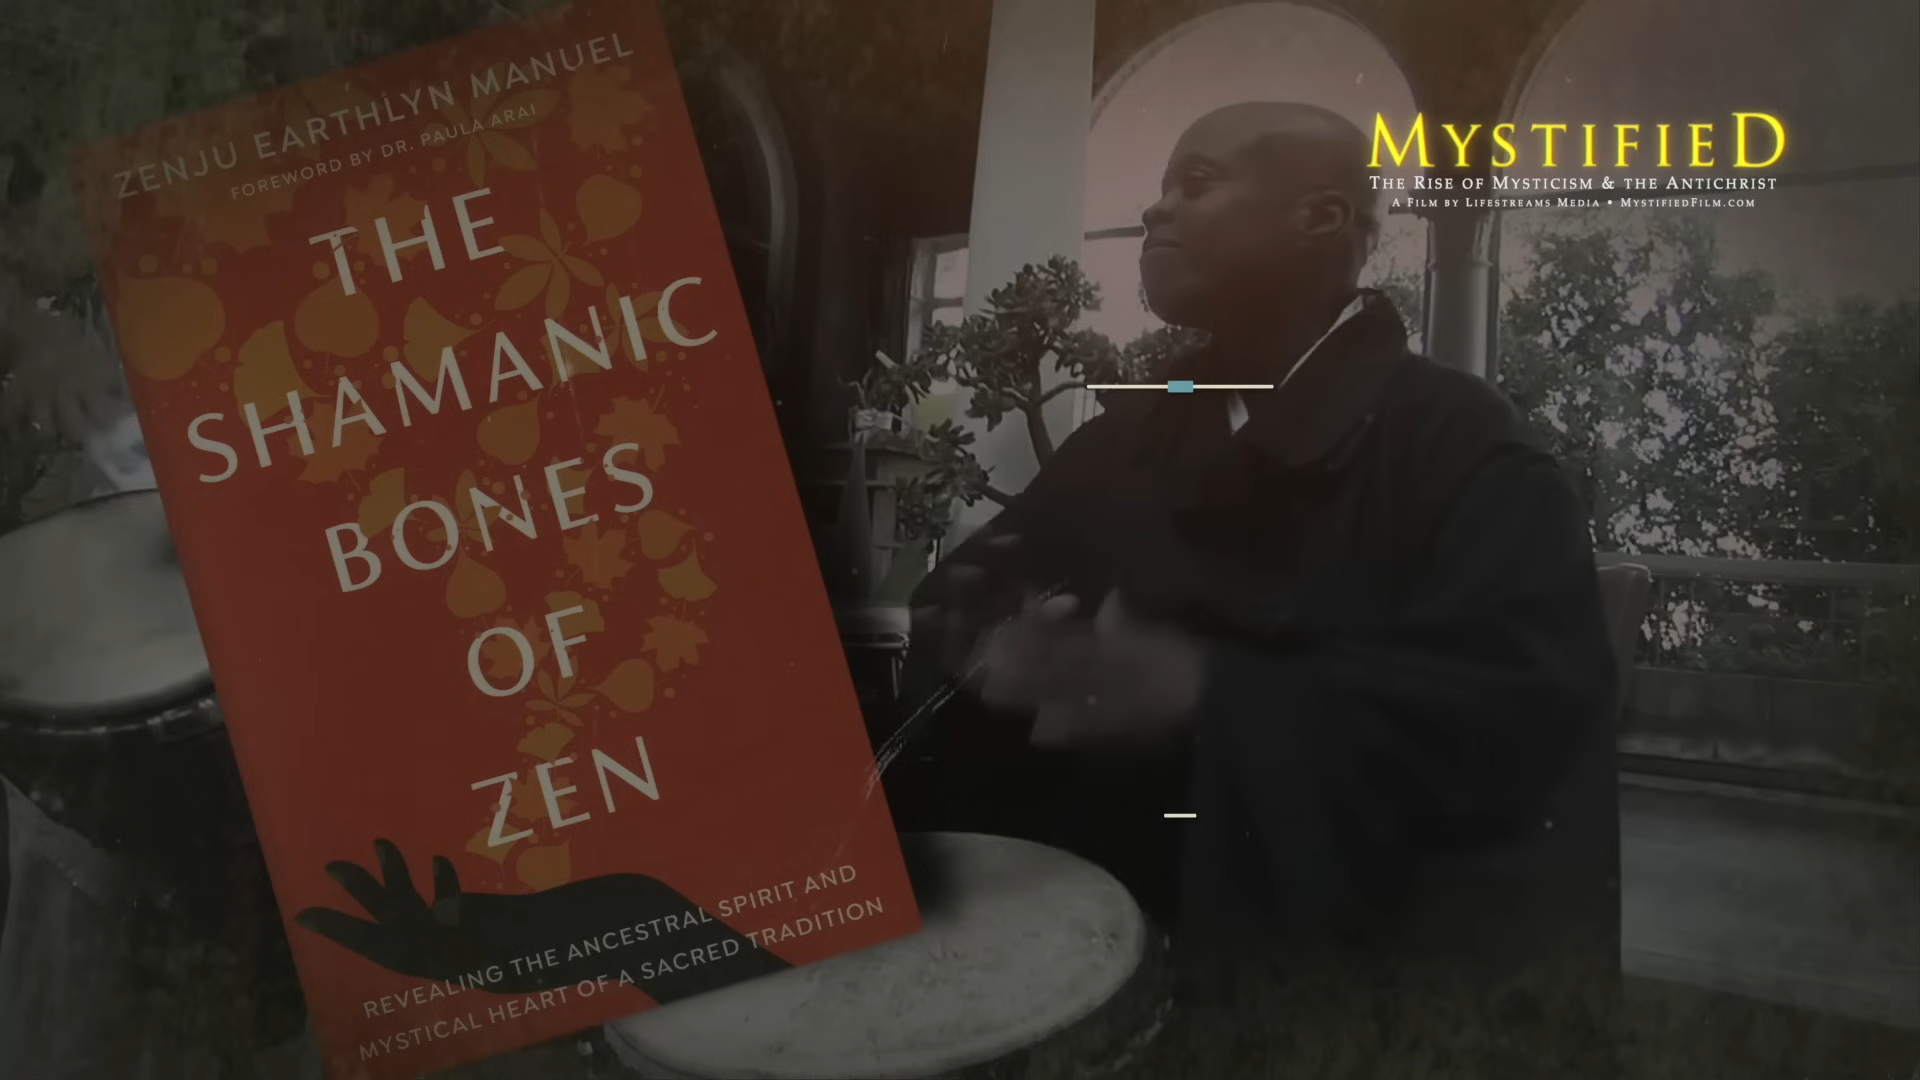 ZENJU EARTHLYN MANUEL
FOREWORD BY DR. PAULA ARAI
THE
SHAMANIC
BONES
OF
ZEN
REVEALING THE ANCESTRAL SPIRIT AND
MYSTICAL HEART OF A SACRED TRADITION
MYSTIFIED
THE RISE OF MYSTICISM & THE ANTICHRIST
A FILM BY LIFESTREAMS MEDIA • MYSTIFIEDFILM.COM